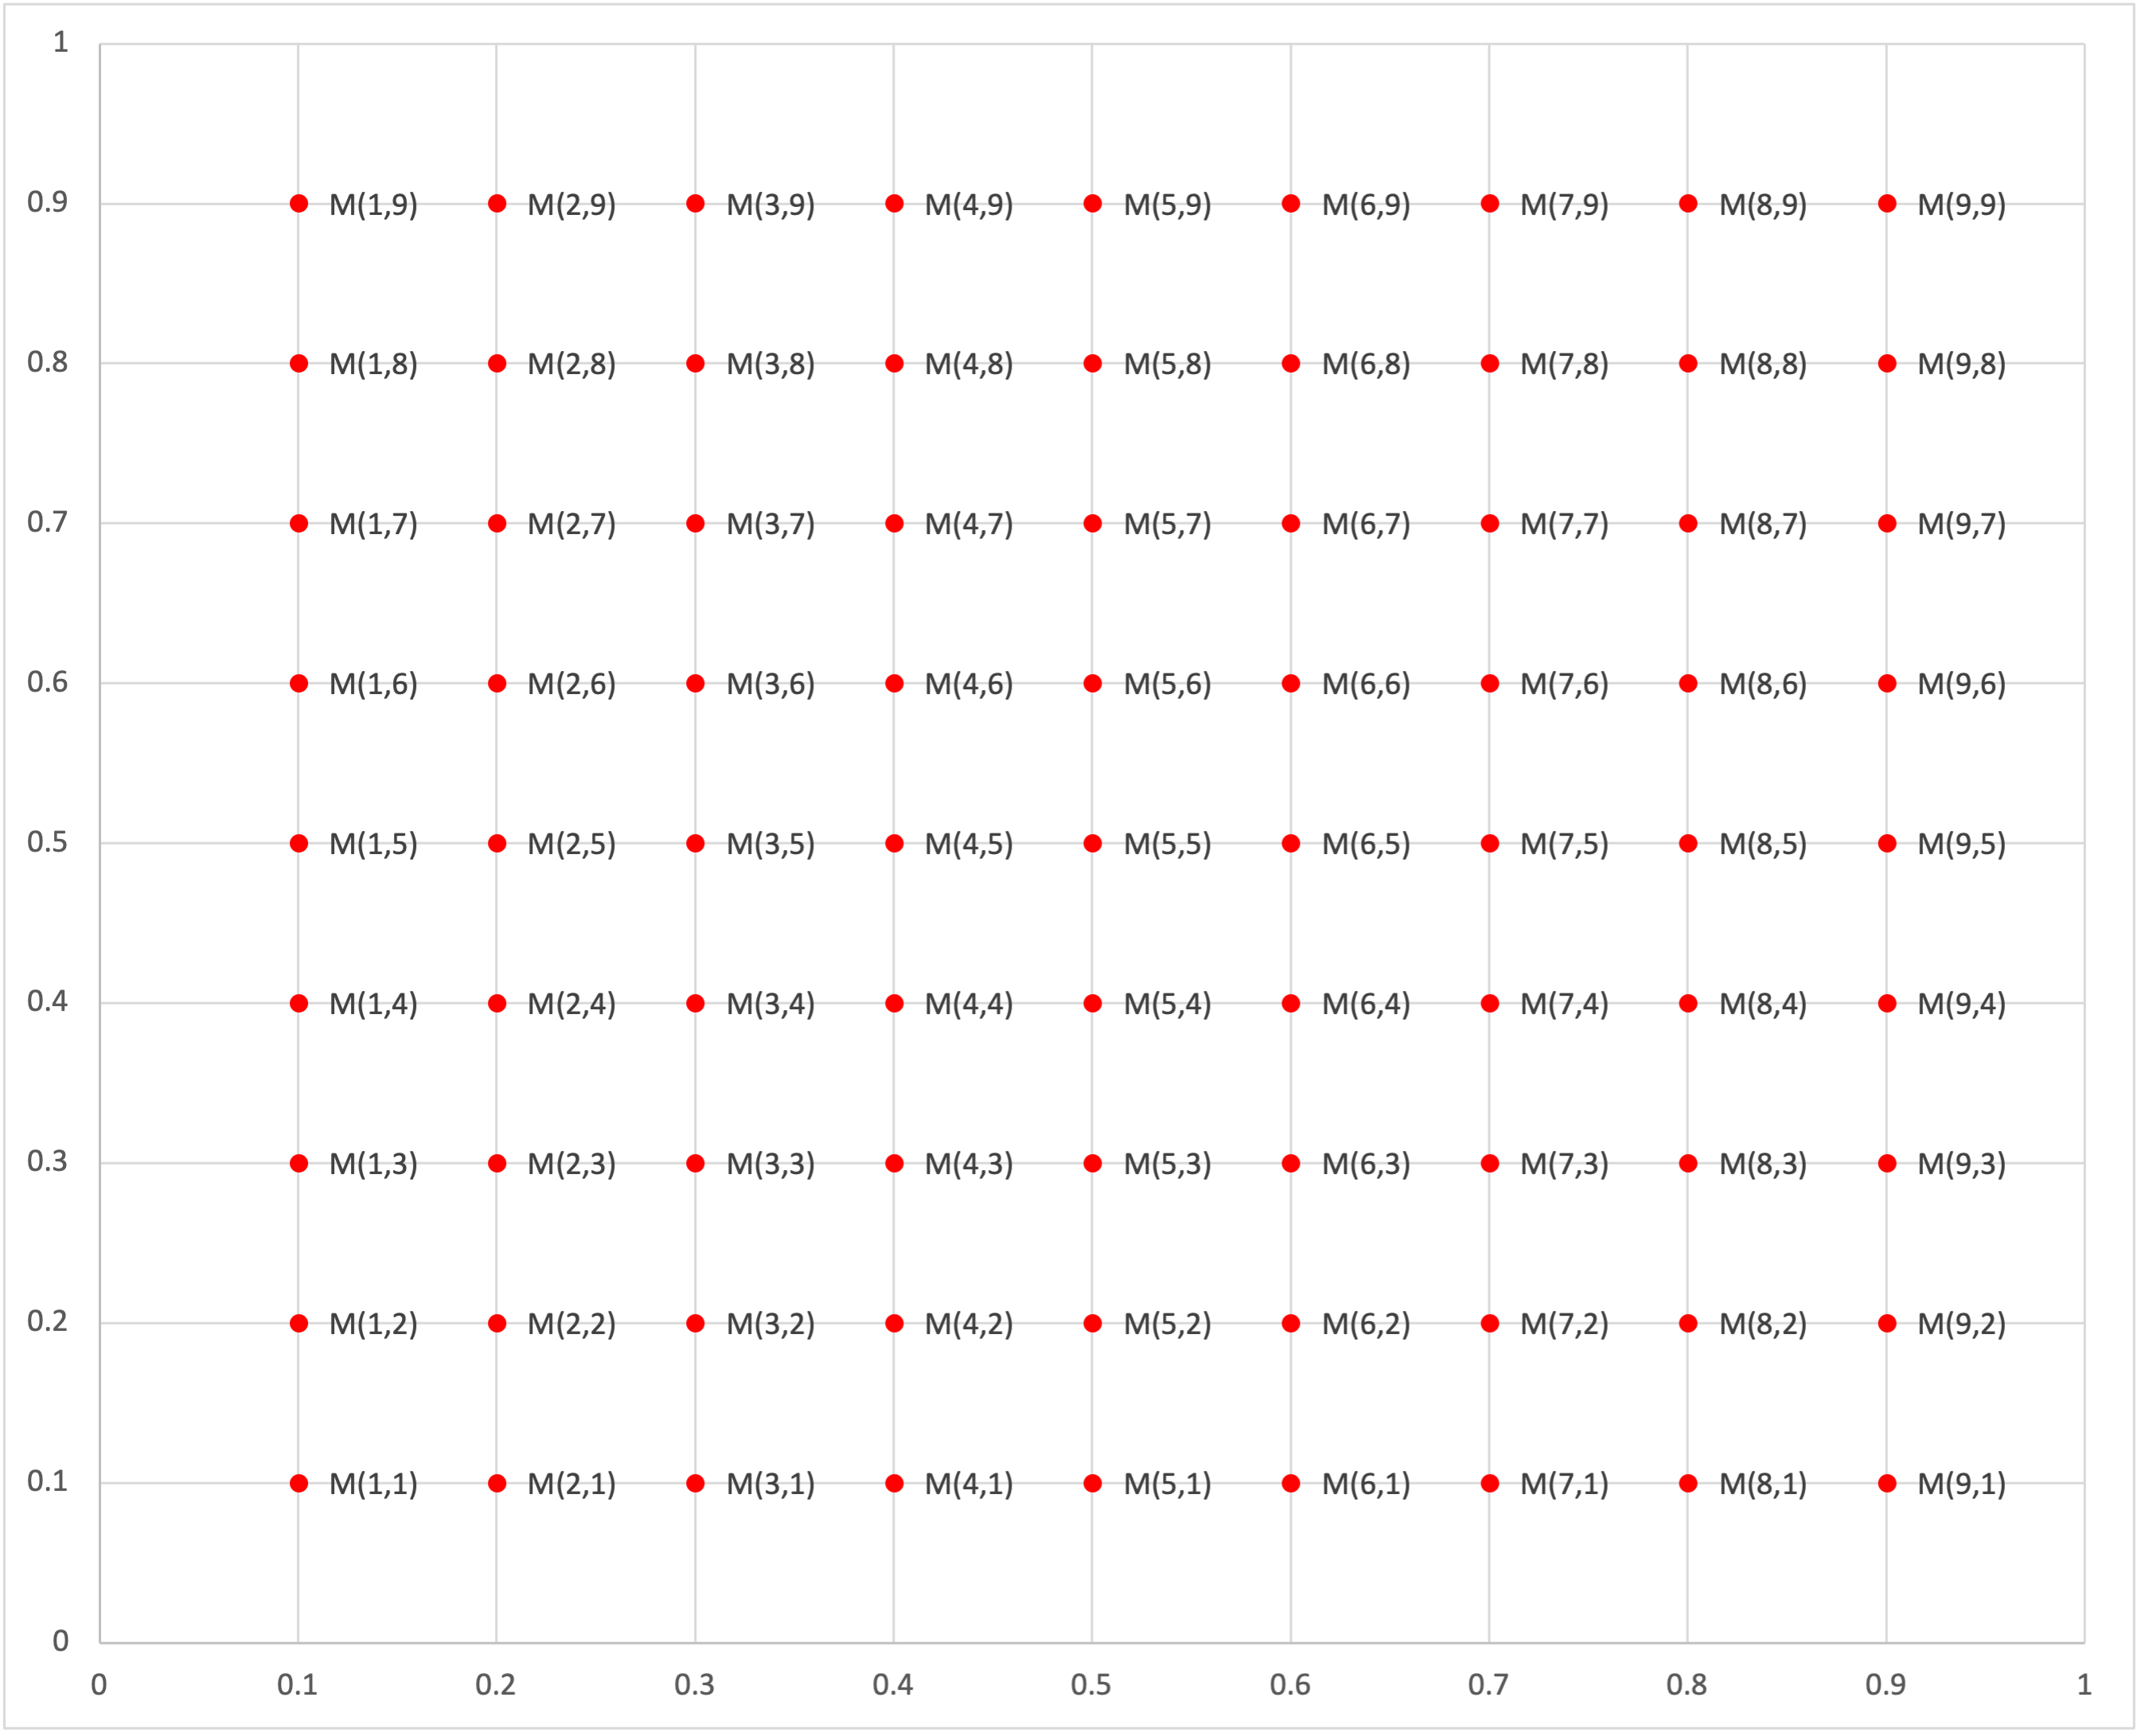 1
0.9 M(1,9) M(2,9) M(3,9) M(4,9) M(5,9) M(6,9) M(7,9) M(8,9) M(9,9)
0.8 M(1,8) M(2,8) M(3,8) M(4,8) M(5,8) M(6,8) M(7,8) M(8,8) M(9,8)
0.7 M(1,7) M(2,7) M(3,7) M(4,7) M(5,7) M(6,7) M(7,7) M(8,7) M(9,7)
0.6 M(1,6) M(2,6) M(3,6) M(4,6) M(5,6) M(6,6) M(7,6) M(8,6) M(9,6)
0.5 M(1,5) M(2,5) M(3,5) M(4,5) M(5,5) M(6,5) M(7,5) M(8,5) M(9,5)
0.4 M(1,4) M(2,4) M(3,4) M(4,4) M(5,4) M(6,4) M(7,4) M(8,4) M(9,4)
0.3 M(1,3) M(2,3) M(3,3) M(4,3) M(5,3) M(6,3) M(7,3) M(8,3) M(9,3)
0.2 M(1,2) M(2,2) M(3,2) M(4,2) M(5,2) M(6,2) M(7,2) M(8,2) M(9,2)
0.1 M(1,1) M(2,1) M(3,1) M(4,1) M(5,1) M(6,1) M(7,1) M(8,1) M(9,1)
0
0 0.1 0.2 0.3 0.4 0.5 0.6 0.7 0.8 0.9 1